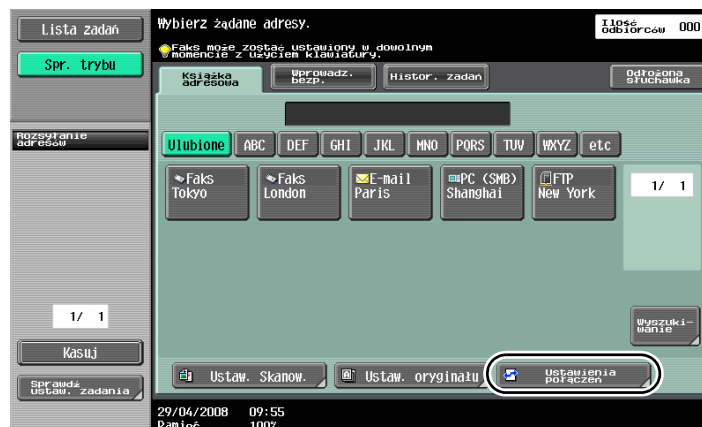 Lista zadań
Spr. trybu
Rozsyłanie
adresów
1/ 1
Kasuj
Sprawdź
ustaw. zadania
Wybierz żądane adresy.
Faks może zostać ustawiony w dowolnym
momencie z użyciem klawiatury.
Ilość
odbiorców 000
Książka
adresowa
Wprowadz.
bezp.
Histor. zadań
Odłożona
słuchawka
Ulubione ABC DEF GHI JKL MNO PQRS TUV WXYZ etc
Faks
Tokyo
Faks
London
E-mail
Paris
PC (SMB)
Shanghai
FTP
New York
1/ 1
Wyszuki-
wanie
Ustaw. Skanow.
Ustaw. oryginału
Ustawienia
połączeń
29/04/2008 09:55
Pamięć 100%